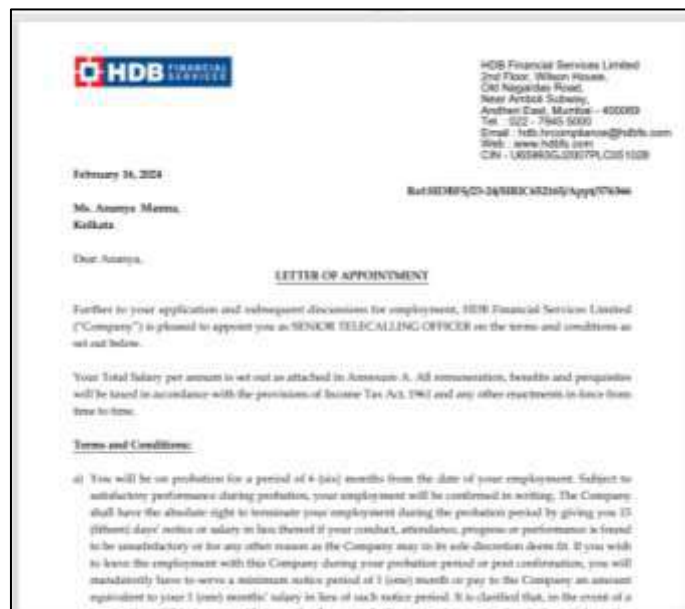 HDB FINANCIAL SERVICES
HDB Financial Services Limited
2nd Floor, Wilson House,
Old Nagardas Road,
Near Amboli Subway,
Andheri East, Mumbai - 400069
Tel : 022 - 7945 5000
Email : hdb.hrcompliance@hdbfs.com
Web : www.hdbfs.com
CIN -
February 16, 2024
Ms. Ananya Manna,
Kolkata
Dear Ananya,
LETTER OF APPOINTMENT
Further to your application and subsequent discussions for employment, HDB Financial Services Limited
("Company") is pleased to appoint you as SENIOR TELECALLING OFFICER on the terms and conditions as
set out below.
Your Total Salary per annum is set out as attached in Annexure A. All remuneration, benefits and perquisites
will be taxed in accordance with the provisions of Income Tax Act, 1961 and any other enactments in force from
time to time.
Terms and Conditions:
a) You will be on probation for a period of 6 (six) months from the date of your employment. Subject to
satisfactory performance during probation, your employment will be confirmed in writing. The Company
shall have the absolute right to terminate your employment during the probation period by giving you 15
(fifteen) days' notice or salary in lieu thereof if your conduct, attendance, progress or performance is found
to be unsatisfactory or for any other reason as the Company may in its sole discretion deem fit. If you wish
to leave the employment with this Company during your probation period or post confirmation, you will
mandatorily have to serve a minimum notice period of 1 (one) month or pay to the Company an amount
equivalent to your 1 (one) months' salary in lieu of such notice period. It is clarified that, in the event of a